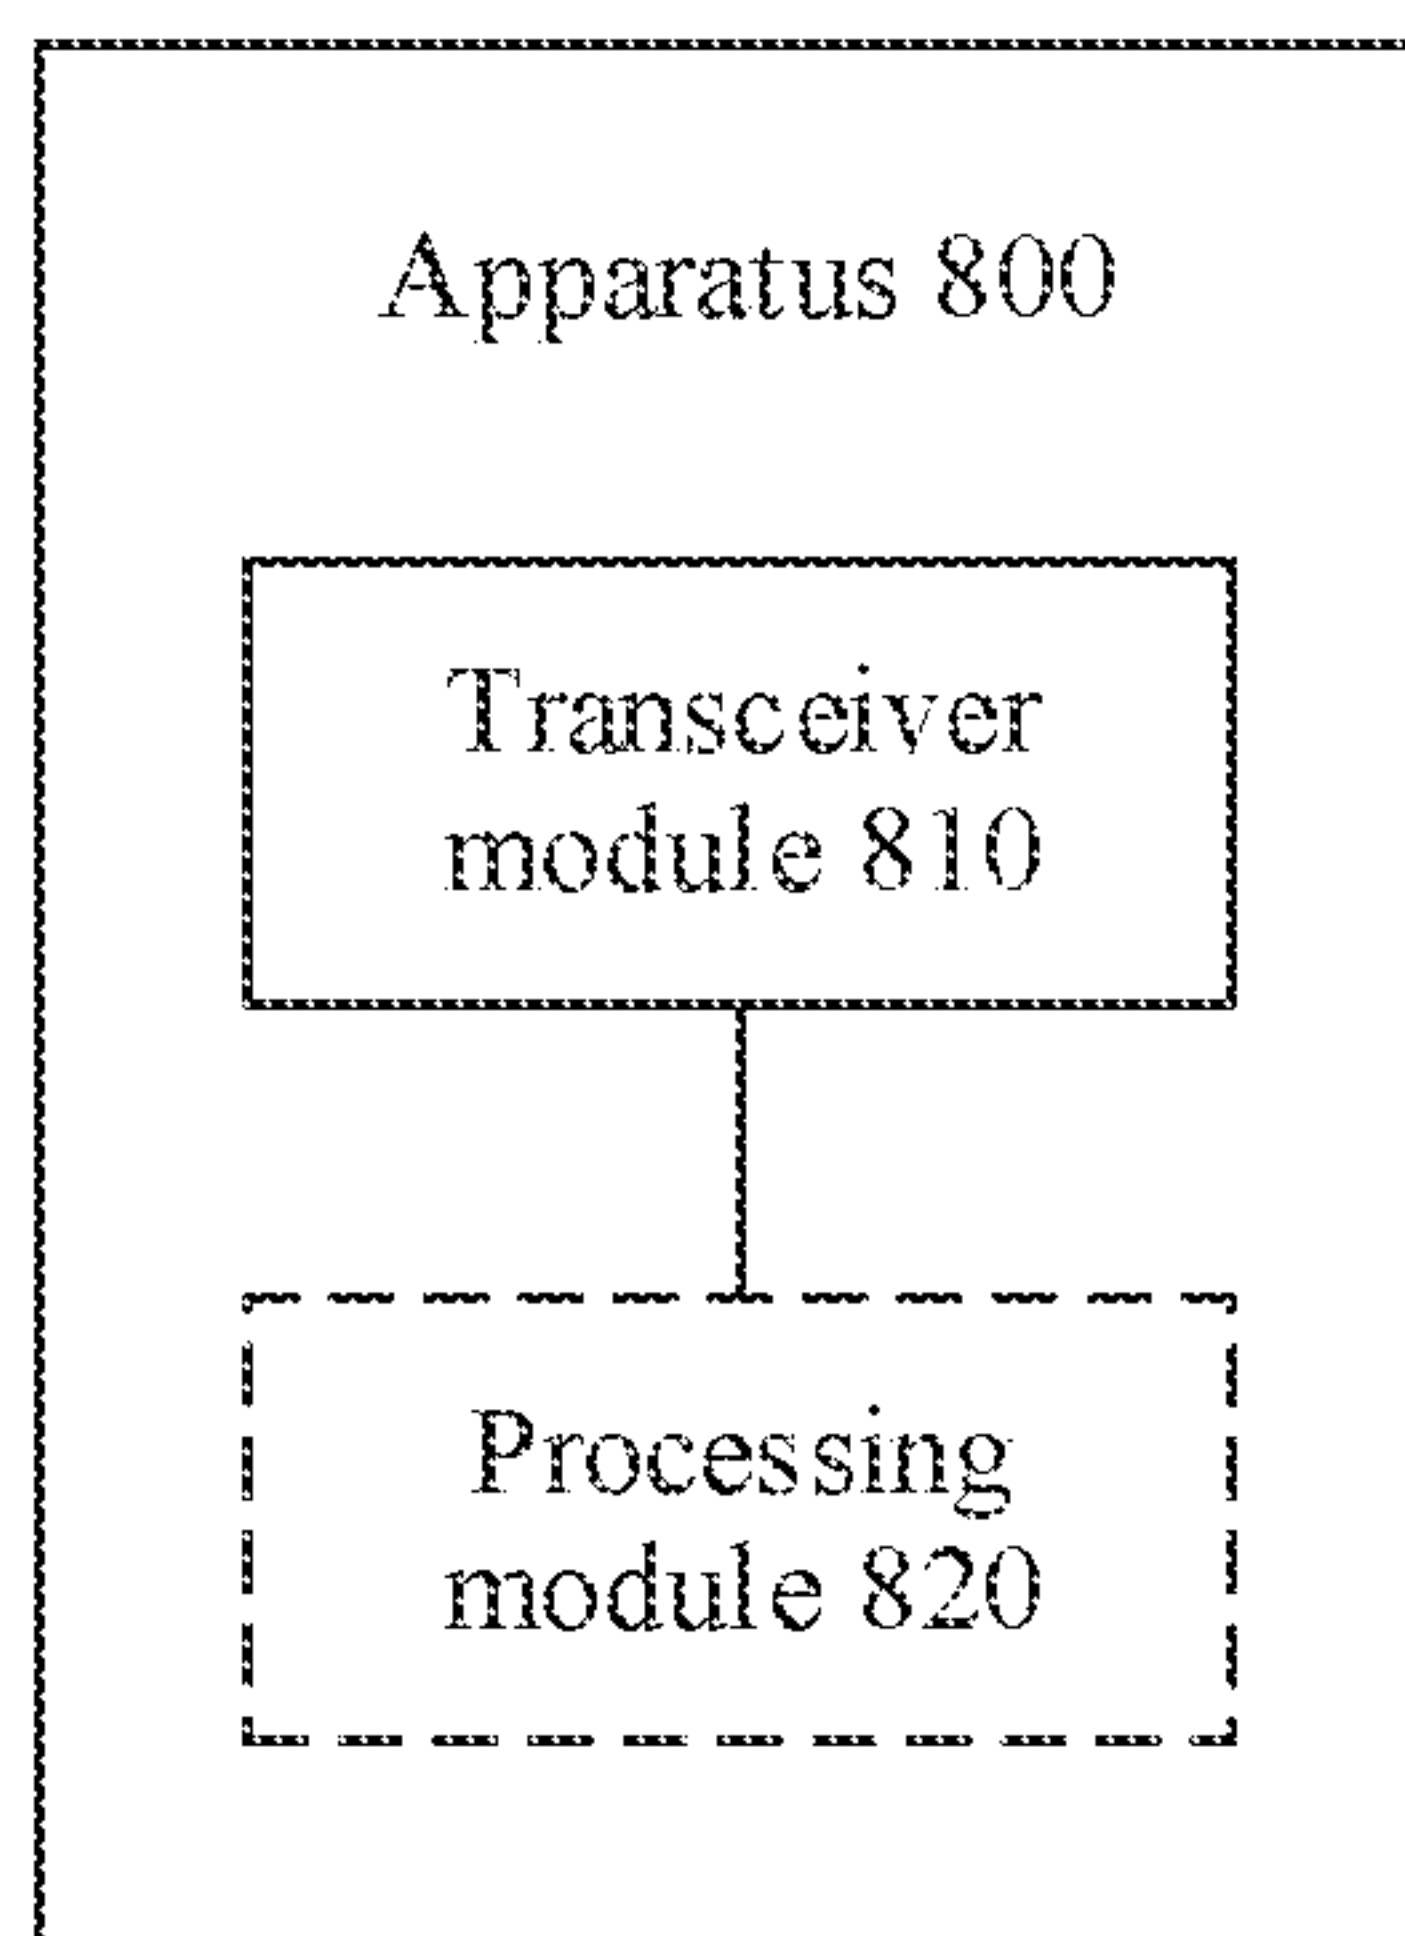 Apparatus 800
Transceiver
module 810
Processing
module 820